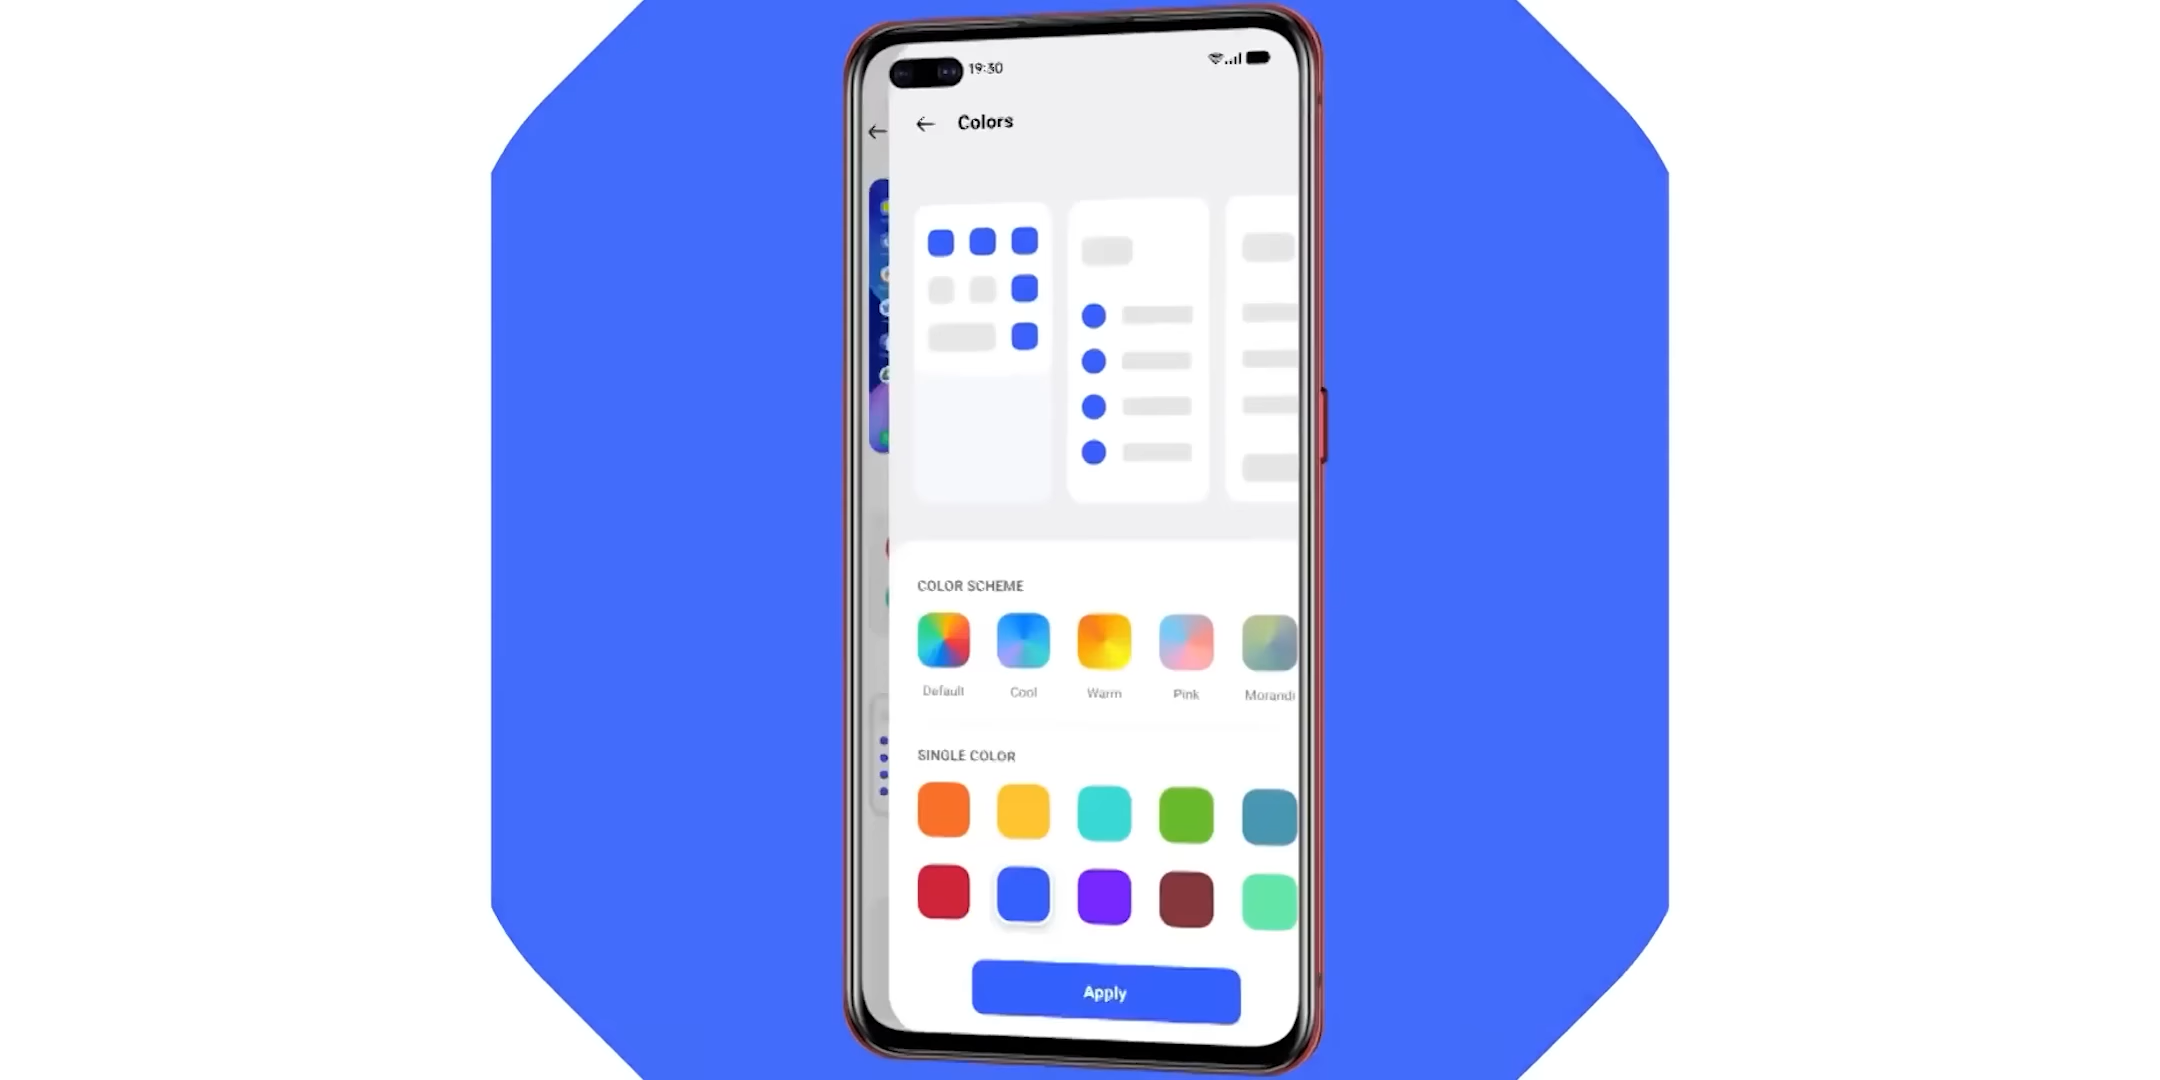 19:30
Colors
COLOR SCHEME
Default
Cool
Warm
Pink
Morandi
SINGLE COLOR
Apply